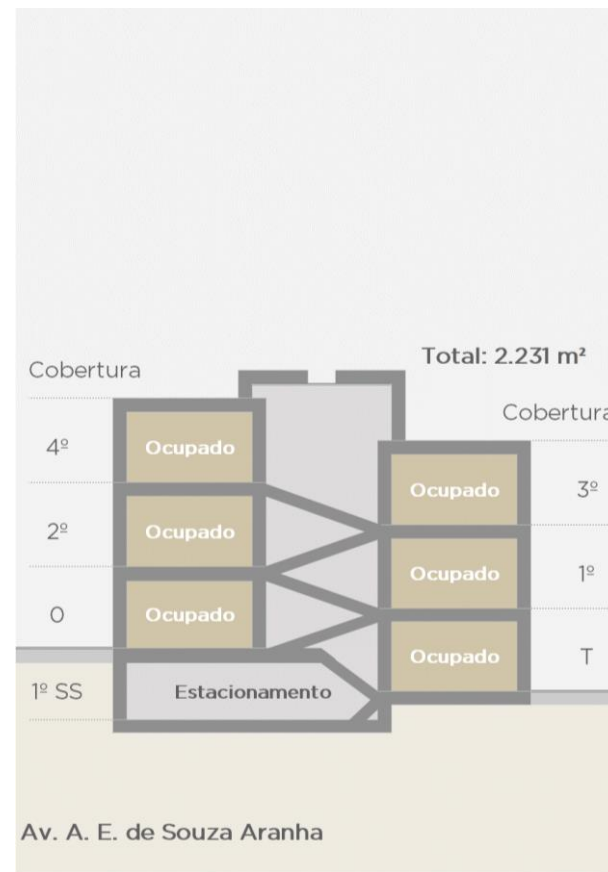 Total: 2.231 m²
Cobertura
Cobertura
4º
Ocupado
Ocupado
3º
2º
Ocupado
Ocupado
1º
0
Ocupado
Ocupado
T
1º SS
Estacionamento
Av. A. E. de Souza Aranha